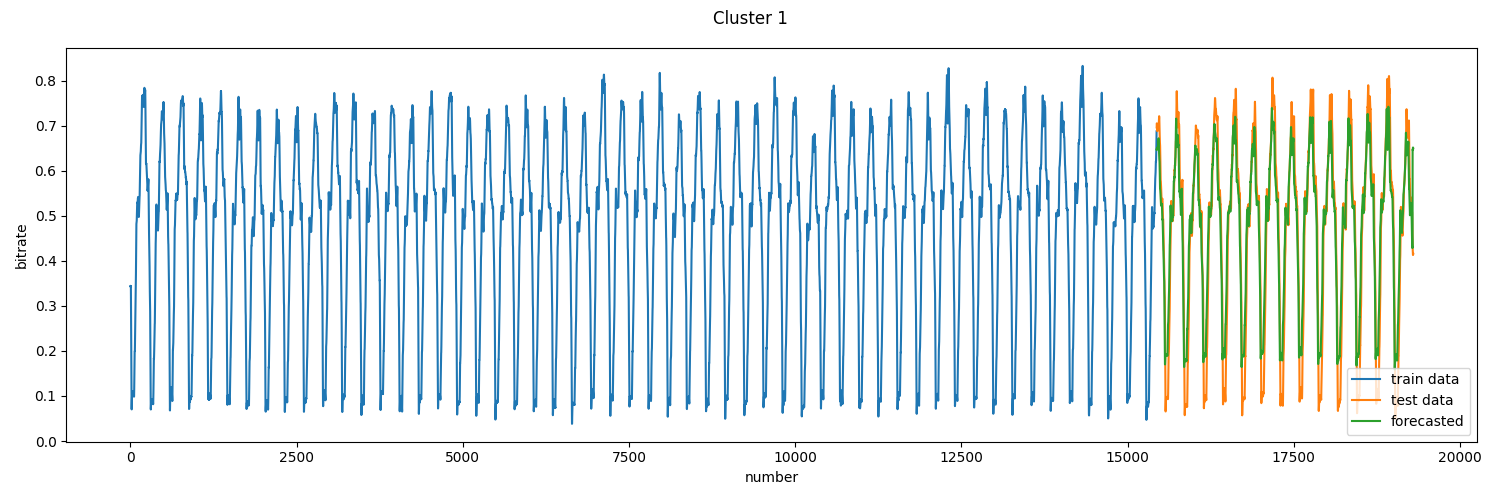 Cluster 1
bitrate
0.8
0.7
0.6
0.5
0.4
0.3
0.2
0.1
0.0
0 2500 5000 7500 10000 12500 15000 17500 20000
number
train data
test data
forecasted